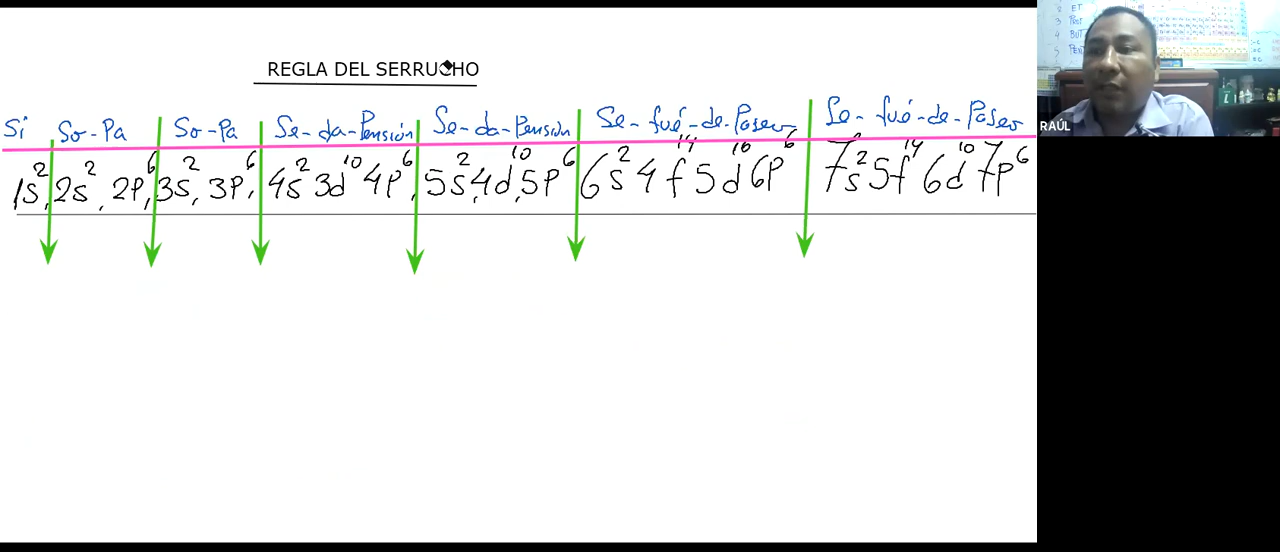 REGLA DEL SERRUCHO
Si So-Pa So-Pa Se-da-Pensión Se-da-Pensión Se-fué-de-Paseo, Se-fué-de-Paseo
1s², 2s², 2p⁶, 3s², 3p⁶, 4s² 3d¹⁰ 4p⁶, 5s², 4d¹⁰, 5p⁶ 6s² 4f¹⁴ 5d¹⁰ 6p⁶ 7s² 5f¹⁴ 6d¹⁰ 7p⁶
RAÚL